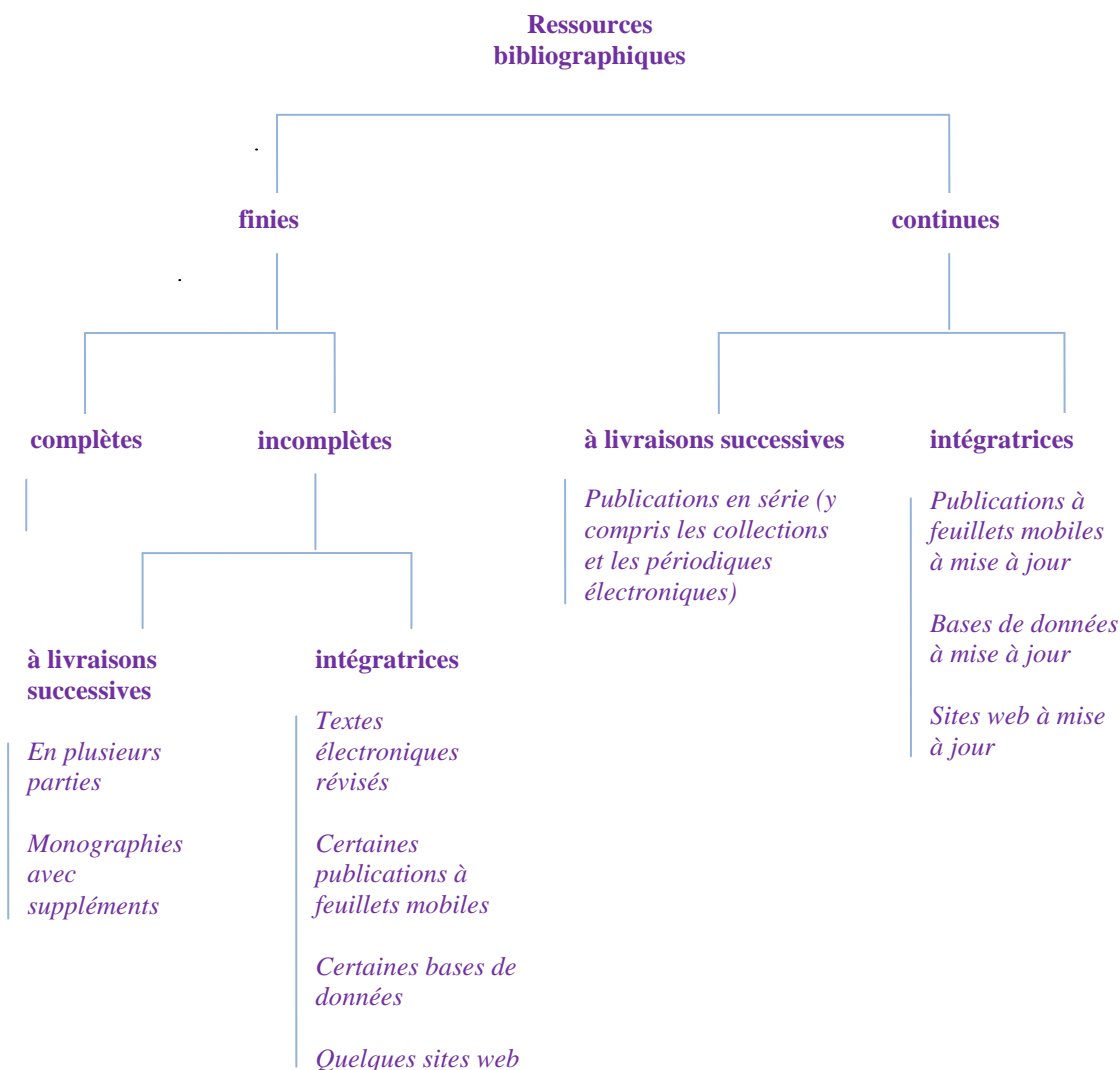 Ressources
bibliographiques
finies
continues
complètes
incomplètes
à livraisons successives
intégratrices
Publications en série (y
compris les collections
et les périodiques
électroniques)
Publications à
feuillets mobiles
à mise à jour
Bases de données
à mise à jour
Sites web à mise
à jour
à livraisons
successives
En plusieurs
parties
Monographies
avec
suppléments
intégratrices
Textes
électroniques
révisés
Certaines
publications à
feuillets mobiles
Certaines bases de
données
Quelques sites web